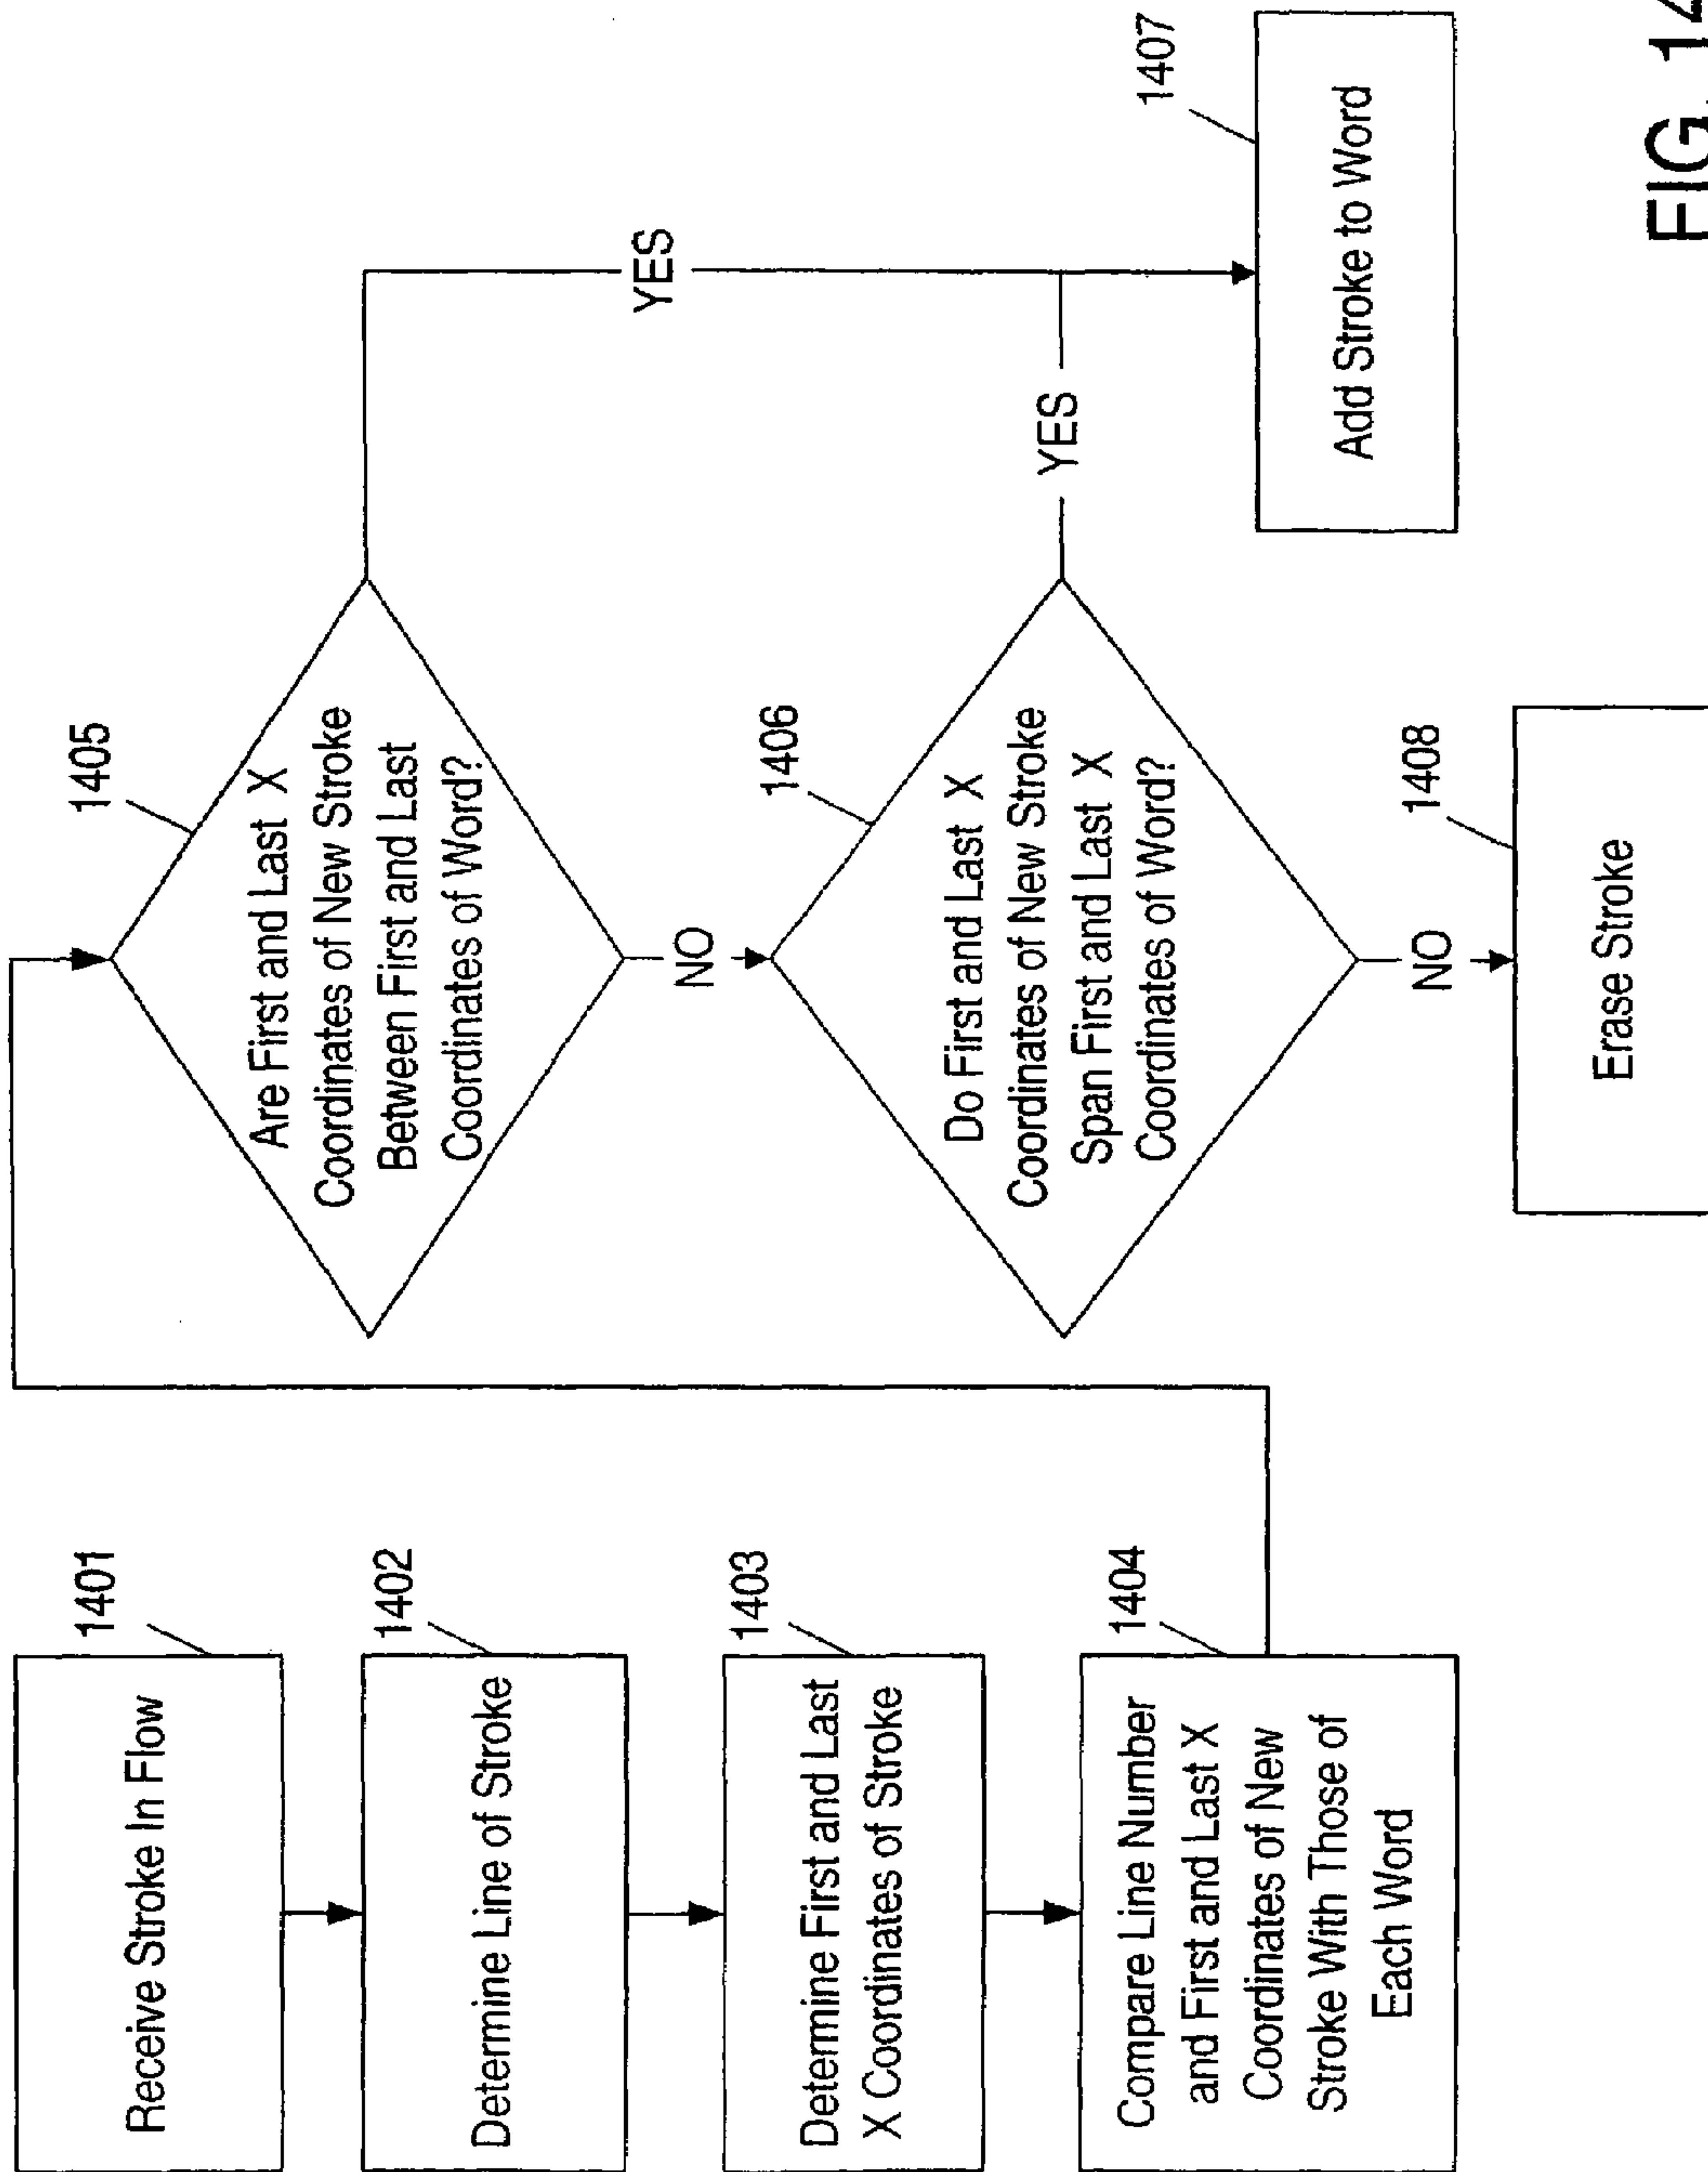 1401
Receive Stroke In Flow
1402
Determine Line of Stroke
1403
Determine First and Last
X Coordinates of Stroke
1404
Compare Line Number
and First and Last X
Coordinates of New
Stroke With Those of
Each Word
1405
Are First and Last X
Coordinates of New Stroke
Between First and Last
Coordinates of Word?
YES
NO
1406
Do First and Last X
Coordinates of New Stroke
Span First and Last X
Coordinates of Word?
YES
NO
1407
Add Stroke to Word
1408
Erase Stroke
FIG. 14